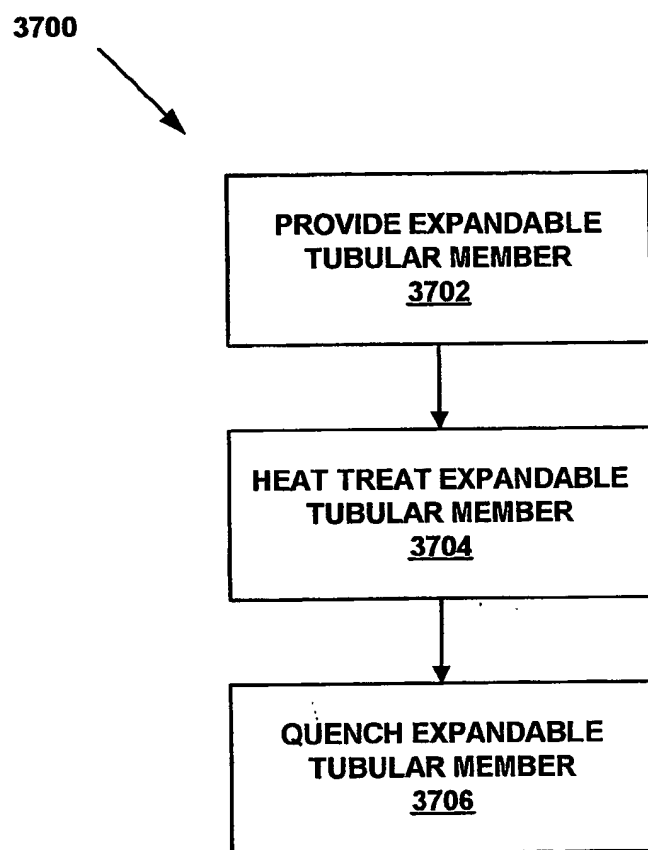 3700
PROVIDE EXPANDABLE
TUBULAR MEMBER
3702
HEAT TREAT EXPANDABLE
TUBULAR MEMBER
3704
QUENCH EXPANDABLE
TUBULAR MEMBER
3706